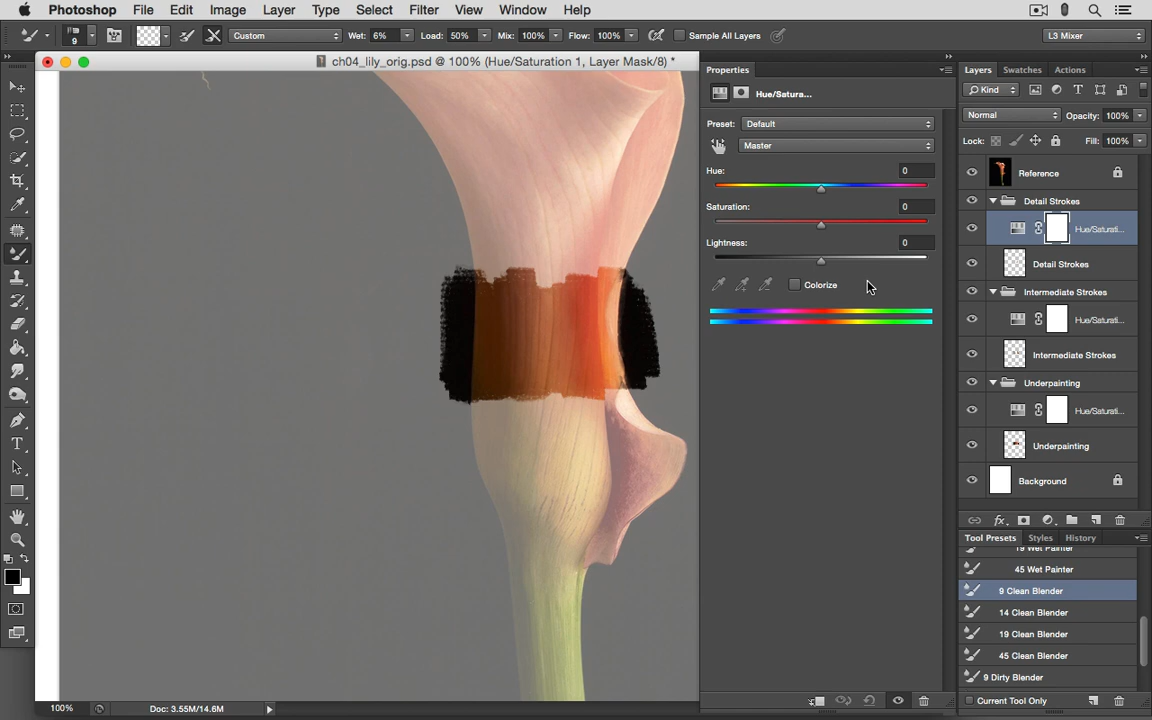 Photoshop File Edit Image Layer Type Select Filter View Window Help
9 Custom Wet: 6% Load: 50% Mix: 100% Flow: 100% Sample All Layers L3 Mixer
ch04_lily_orig.psd @ 100% (Hue/Saturation 1, Layer Mask/8) *
Properties
Hue/Satura...
Preset: Default
Master
Hue: 0
Saturation: 0
Lightness: 0
Colorize
Layers Swatches Actions
Kind
Normal Opacity: 100%
Lock: Fill: 100%
Reference
Detail Strokes
Hue/Saturati...
Detail Strokes
Intermediate Strokes
Hue/Saturati...
Intermediate Strokes
Underpainting
Hue/Saturati...
Underpainting
Background
fx
Tool Presets Styles History
19 Wet Painter
45 Wet Painter
9 Clean Blender
14 Clean Blender
19 Clean Blender
45 Clean Blender
9 Dirty Blender
Current Tool Only
100% Doc: 3.55M/14.6M